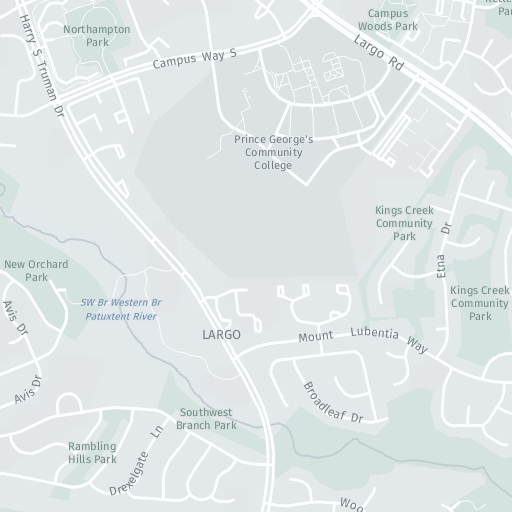 Campus
Woods Park
Northampton
Park
Harry S Truman Dr
Campus Way S
Largo Rd
Prince George's
Community
College
Kings Creek
Community
Park
Etna Dr
New Orchard
Park
Kings Creek
Community
Park
SW Br Western Br
Patuxtent River
Avis Dr
LARGO
Mount Lubentia Way
Avis Dr
Broadleaf Dr
Southwest
Branch Park
Rambling
Hills Park
Drexelgate Ln